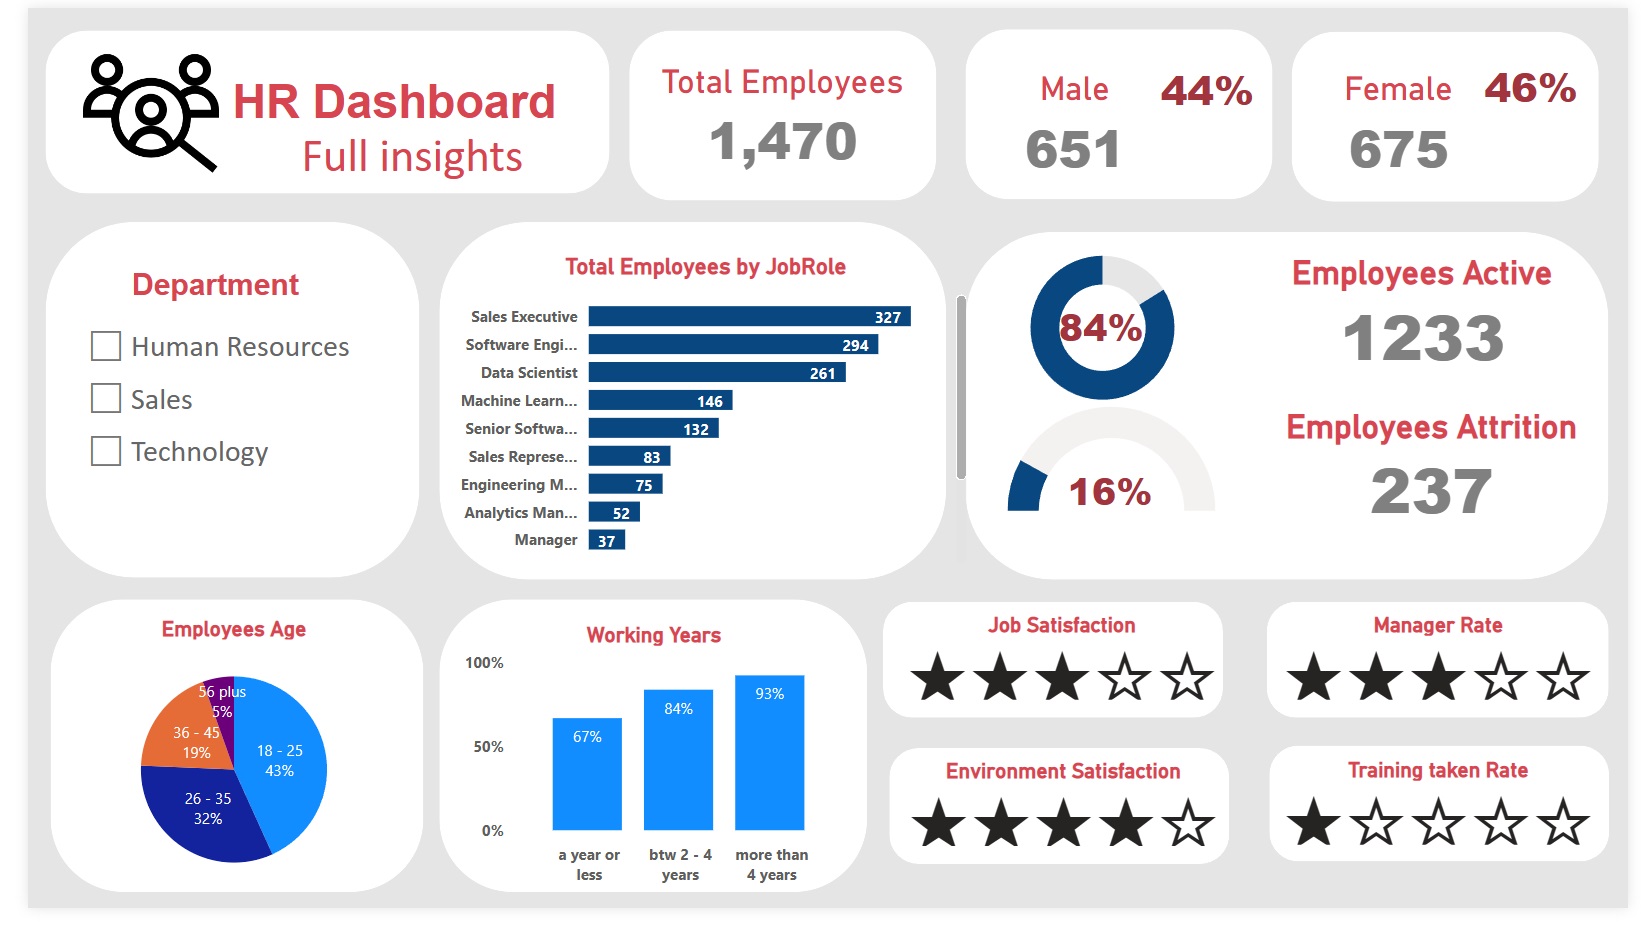 HR Dashboard
Full insights
Total Employees
1,470
Male 44%
651
Female 46%
675
Department
Human Resources
Sales
Technology
Total Employees by JobRole
Sales Executive 327
Software Engi... 294
Data Scientist 261
Machine Learn... 146
Senior Softwa... 132
Sales Represe... 83
Engineering M... 75
Analytics Man... 52
Manager 37
84%
Employees Active
1233
16%
Employees Attrition
237
Employees Age
56 plus
5%
36 - 45
19%
18 - 25
43%
26 - 35
32%
Working Years
100%
50%
0%
67%
84%
93%
a year or
less
btw 2 - 4
years
more than
4 years
Job Satisfaction
Manager Rate
Environment Satisfaction
Training taken Rate